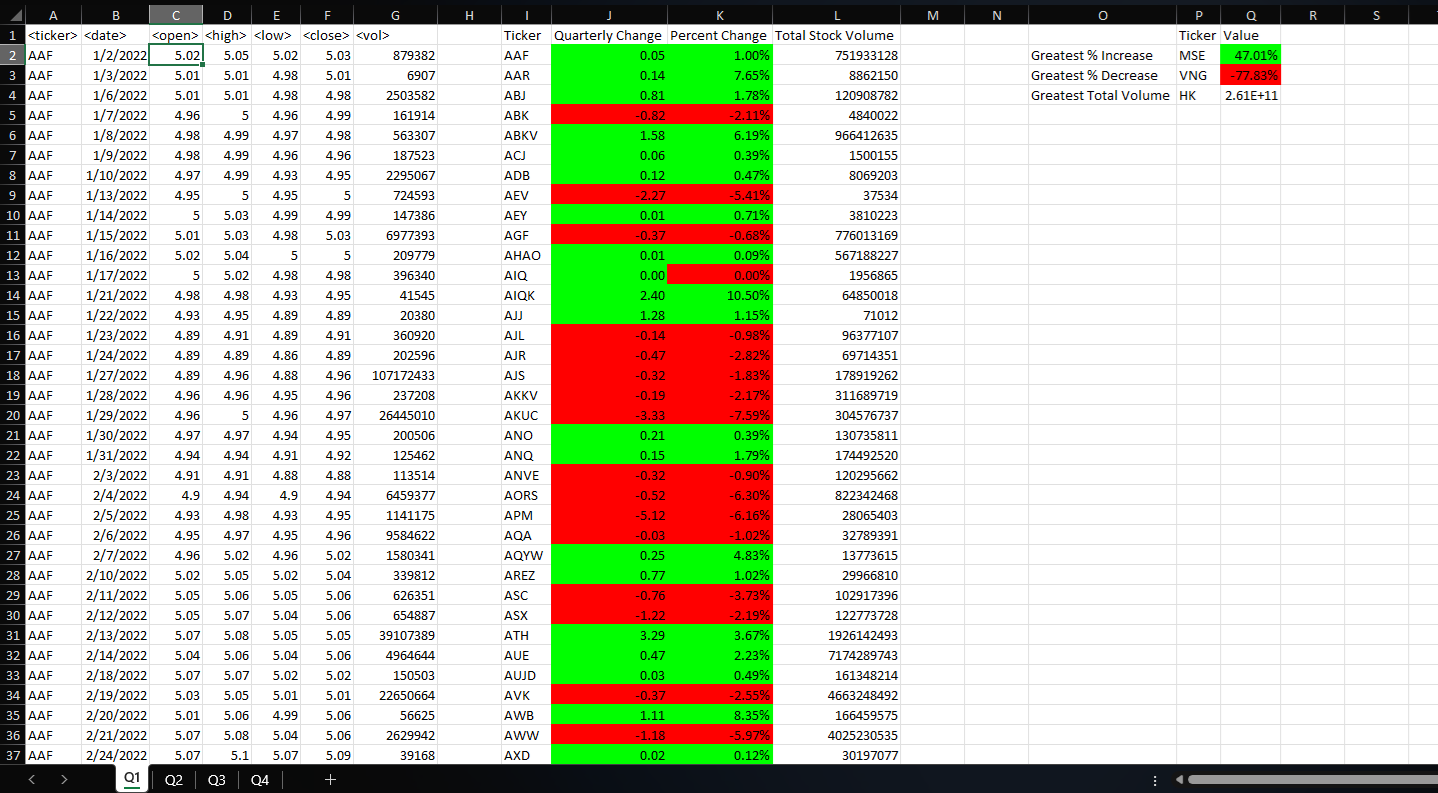 A B C D E F G H I J K L M N O P Q R S
1 <ticker> <date> <open> <high> <low> <close> <vol> Ticker Quarterly Change Percent Change Total Stock Volume Ticker Value
2 AAF 1/2/2022 5.02 5.05 5.02 5.03 879382 AAF 0.05 1.00% 751933128 Greatest % Increase MSE 47.01%
3 AAF 1/3/2022 5.01 5.01 4.98 5.01 6907 AAR 0.14 7.65% 8862150 Greatest % Decrease VNG -77.83%
4 AAF 1/6/2022 5.01 5.01 4.98 4.98 2503582 ABJ 0.81 1.78% 120908782 Greatest Total Volume HK 2.61E+11
5 AAF 1/7/2022 4.96 5 4.96 4.99 161914 ABK -0.82 -2.11% 4840022
6 AAF 1/8/2022 4.98 4.99 4.97 4.98 563307 ABKV 1.58 6.19% 966412635
7 AAF 1/9/2022 4.98 4.99 4.96 4.96 187523 ACJ 0.06 0.39% 1500155
8 AAF 1/10/2022 4.97 4.99 4.93 4.95 2295067 ADB 0.12 0.47% 8069203
9 AAF 1/13/2022 4.95 5 4.95 5 724593 AEV -2.27 -5.41% 37534
10 AAF 1/14/2022 5 5.03 4.99 4.99 147386 AEY 0.01 0.71% 3810223
11 AAF 1/15/2022 5.01 5.03 4.98 5.03 6977393 AGF -0.37 -0.68% 776013169
12 AAF 1/16/2022 5.02 5.04 5 5 209779 AHAO 0.01 0.09% 567188227
13 AAF 1/17/2022 5 5.02 4.98 4.98 396340 AIQ 0.00 0.00% 1956865
14 AAF 1/21/2022 4.98 4.98 4.93 4.95 41545 AIQK 2.40 10.50% 64850018
15 AAF 1/22/2022 4.93 4.95 4.89 4.89 20380 AJJ 1.28 1.15% 71012
16 AAF 1/23/2022 4.89 4.91 4.89 4.91 360920 AJL -0.14 -0.98% 96377107
17 AAF 1/24/2022 4.89 4.89 4.86 4.89 202596 AJR -0.47 -2.82% 69714351
18 AAF 1/27/2022 4.89 4.96 4.88 4.96 107172433 AJS -0.32 -1.83% 178919262
19 AAF 1/28/2022 4.96 4.96 4.95 4.96 237208 AKKV -0.19 -2.17% 311689719
20 AAF 1/29/2022 4.96 5 4.96 4.97 26445010 AKUC -3.33 -7.59% 304576737
21 AAF 1/30/2022 4.97 4.97 4.94 4.95 200506 ANO 0.21 0.39% 130735811
22 AAF 1/31/2022 4.94 4.94 4.91 4.92 125462 ANQ 0.15 1.79% 174492520
23 AAF 2/3/2022 4.91 4.91 4.88 4.88 113514 ANVE -0.32 -0.90% 120295662
24 AAF 2/4/2022 4.9 4.94 4.9 4.94 6459377 AORS -0.52 -6.30% 822342468
25 AAF 2/5/2022 4.93 4.98 4.93 4.95 1141175 APM -5.12 -6.16% 28065403
26 AAF 2/6/2022 4.95 4.97 4.95 4.96 9584622 AQA -0.03 -1.02% 32789391
27 AAF 2/7/2022 4.96 5.02 4.96 5.02 1580341 AQYW 0.25 4.83% 13773615
28 AAF 2/10/2022 5.02 5.05 5.02 5.04 339812 AREZ 0.77 1.02% 29966810
29 AAF 2/11/2022 5.05 5.06 5.05 5.06 626351 ASC -0.76 -3.73% 102917396
30 AAF 2/12/2022 5.05 5.07 5.04 5.06 654887 ASX -1.22 -2.19% 122773728
31 AAF 2/13/2022 5.07 5.08 5.05 5.05 39107389 ATH 3.29 3.67% 1926142493
32 AAF 2/14/2022 5.04 5.06 5.04 5.06 4964644 AUE 0.47 2.23% 7174289743
33 AAF 2/18/2022 5.07 5.07 5.02 5.02 150503 AUJD 0.03 0.49% 161348214
34 AAF 2/19/2022 5.03 5.05 5.01 5.01 22650664 AVK -0.37 -2.55% 4663248492
35 AAF 2/20/2022 5.01 5.06 4.99 5.06 56625 AWB 1.11 8.35% 166459575
36 AAF 2/21/2022 5.07 5.08 5.04 5.06 2629942 AWW -1.18 -5.97% 4025230535
37 AAF 2/24/2022 5.07 5.1 5.07 5.09 39168 AXD 0.02 0.12% 30197077
Q1 Q2 Q3 Q4